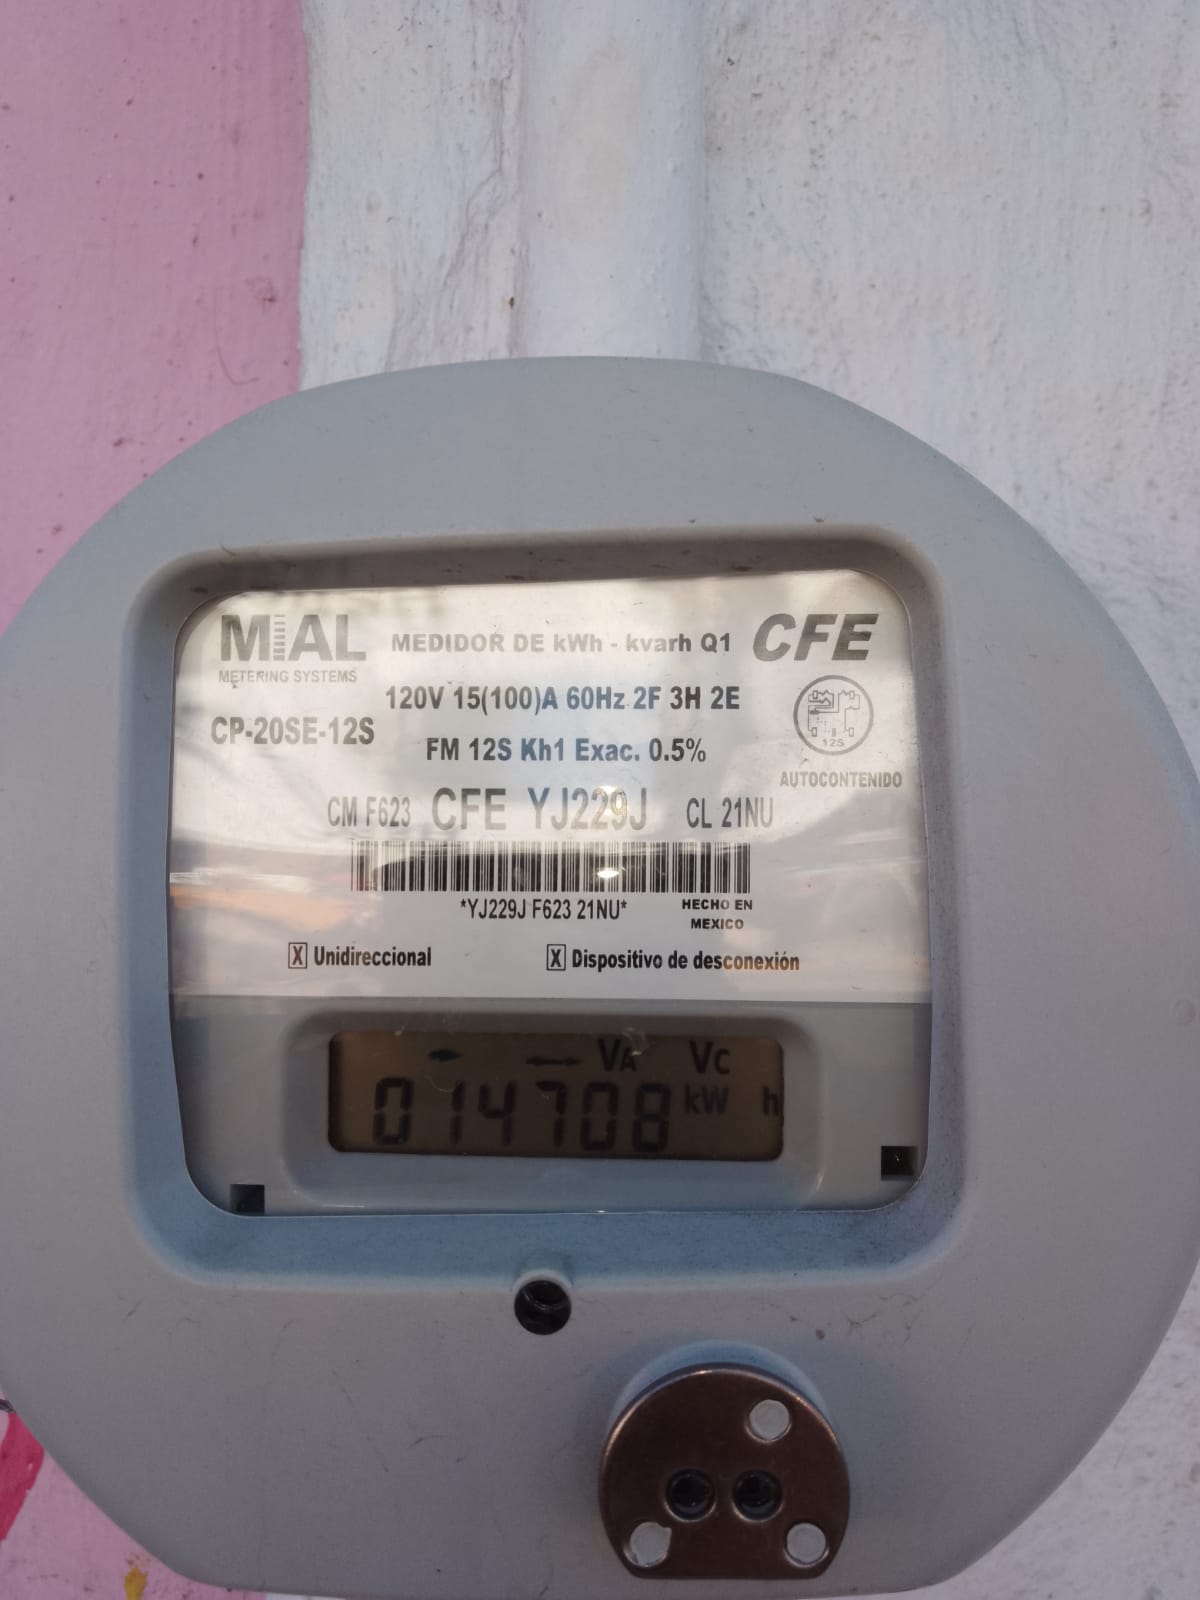 MIAL
METERING SYSTEMS
MEDIDOR DE kWh - kvarh Q1
CFE
120V 15(100)A 60Hz 2F 3H 2E
CP-20SE-12S
FM 12S Kh1 Exac. 0.5%
12S
AUTOCONTENIDO
CM F623 CFE YJ229J CL 21NU
*YJ229J F623 21NU*
HECHO EN
MEXICO
X Unidireccional
X Dispositivo de desconexión
VA VC
014708 kW h